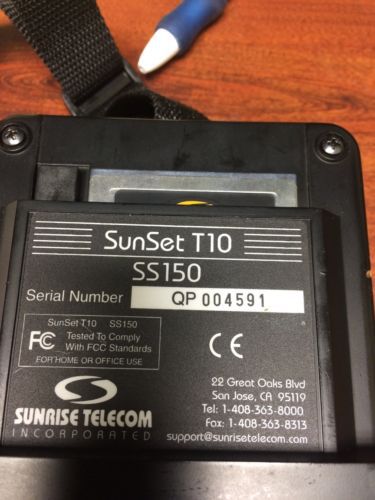 SunSet T10
SS150
Serial Number QP 004591
SunSet T10 SS150
FC Tested To Comply
With FCC Standards
FOR HOME OR OFFICE USE
CE
SUNRISE TELECOM
INCORPORATED
22 Great Oaks Blvd
San Jose, CA 95119
Tel: 1-408-363-8000
Fax: 1-408-363-8313
support@sunrisetelecom.com